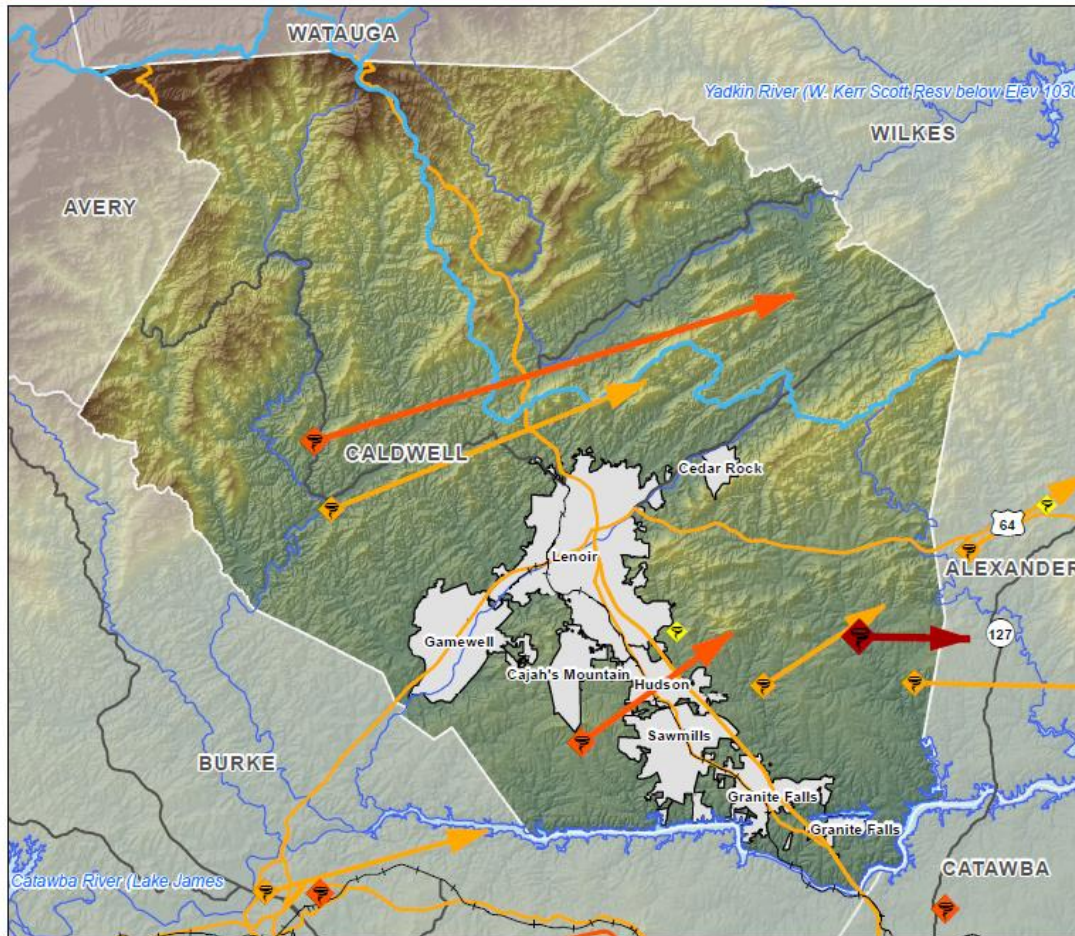 WATAUGA
Yadkin River (W. Kerr Scott Resv below Elev 1030
WILKES
AVERY
CALDWELL
Cedar Rock
64
Lenoir
ALEXANDER
127
Gamewell
Cajah's Mountain
Hudson
Sawmills
BURKE
Granite Falls
Granite Falls
CATAWBA
Catawba River (Lake James